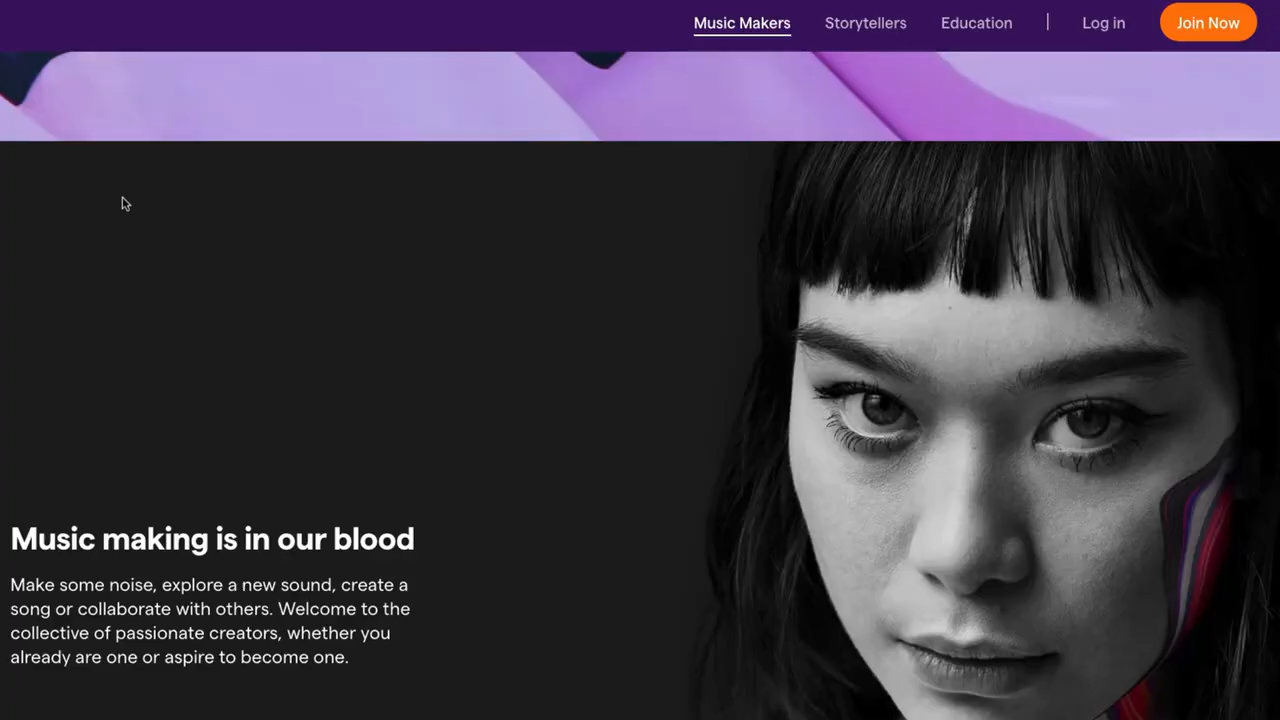 Music Makers Storytellers Education Log in Join Now
Music making is in our blood
Make some noise, explore a new sound, create a
song or collaborate with others. Welcome to the
collective of passionate creators, whether you
already are one or aspire to become one.